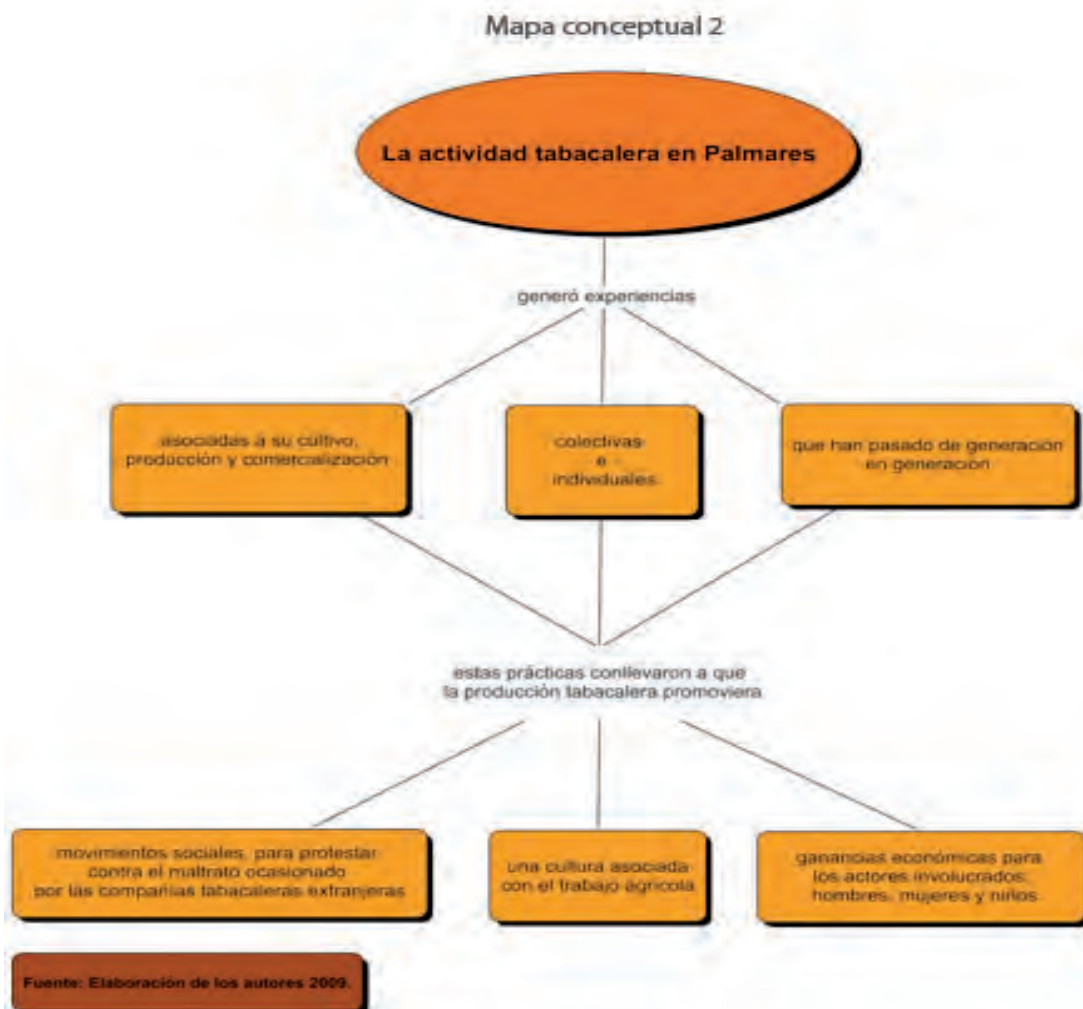 Mapa conceptual 2
La actividad tabacalera en Palmares
generó experiencias
asociadas a su cultivo,
producción y comercialización
colectivas
e
individuales.
que han pasado de generación
en generación
estas prácticas conllevaron a que
la producción tabacalera promoviera
movimientos sociales, para protestar
contra el maltrato ocasionado
por las compañías tabacaleras extranjeras
una cultura asociada
con el trabajo agrícola
ganancias económicas para
los actores involucrados:
hombres, mujeres y niños
Fuente: Elaboración de los autores 2009.